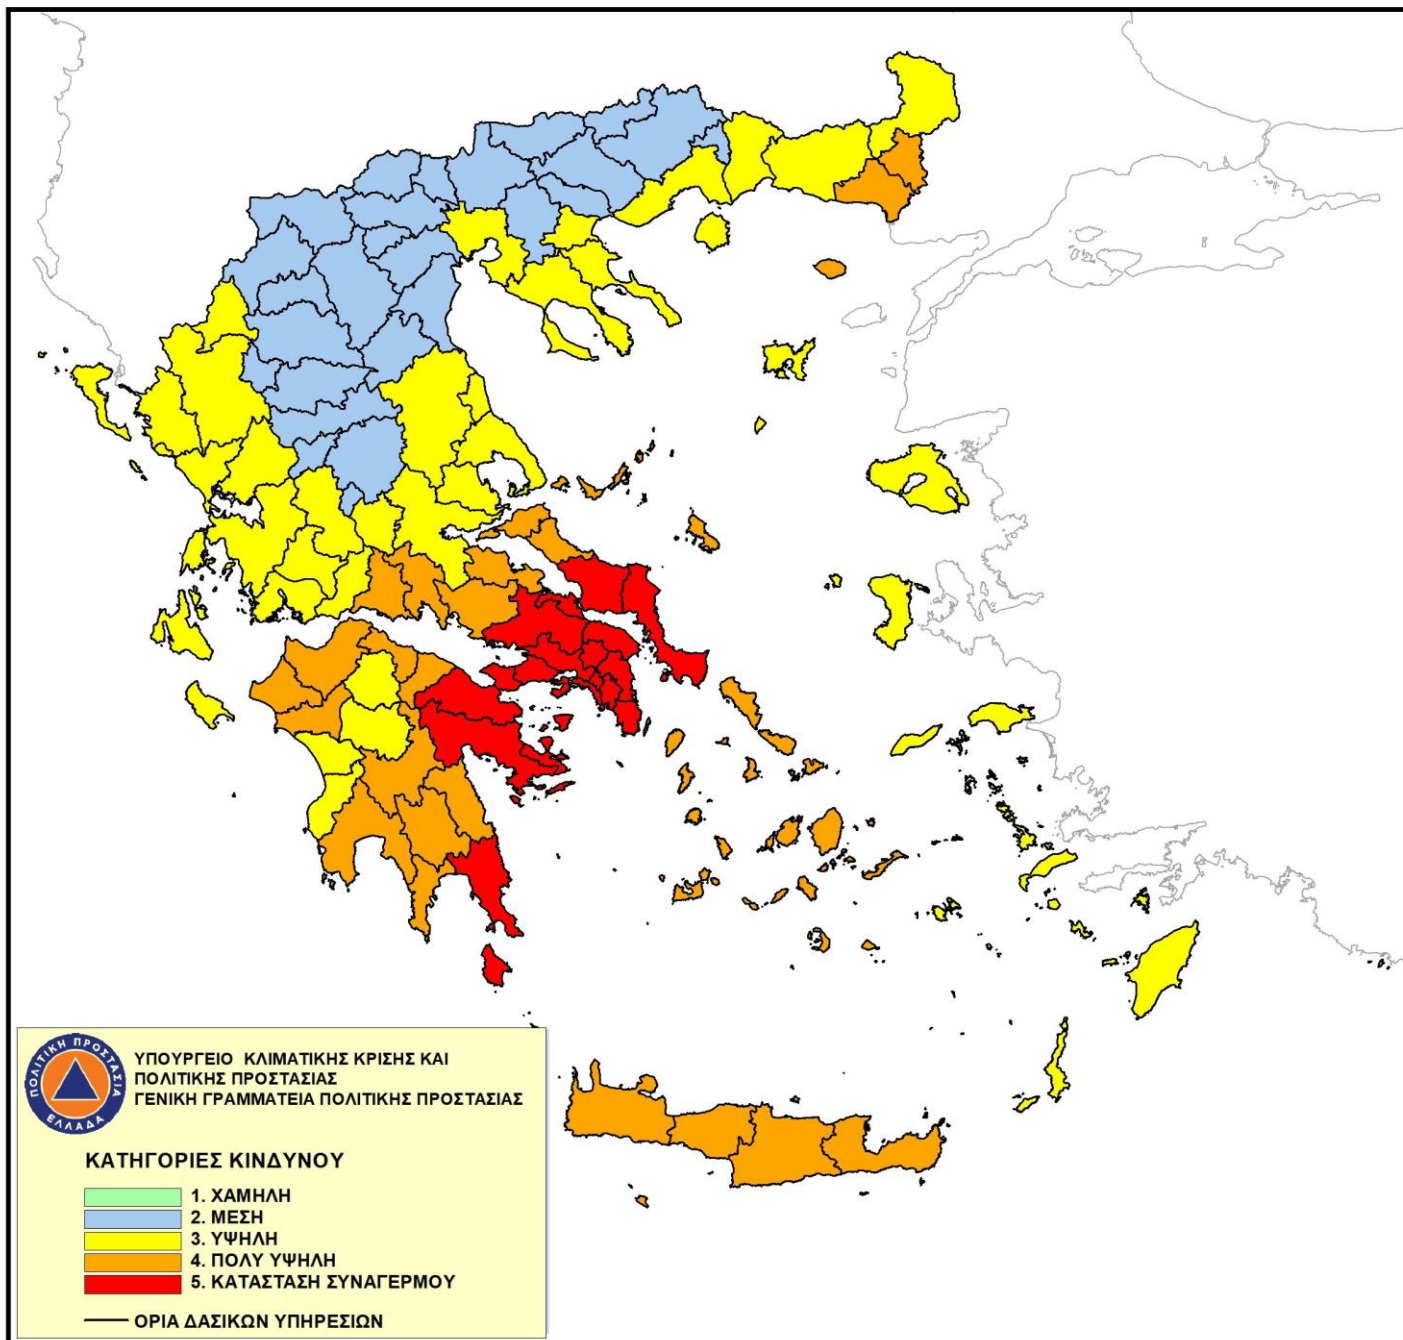 ΠΟΛΙΤΙΚΗ ΠΡΟΣΤΑΣΙΑ
ΕΛΛΑΔΑ
ΥΠΟΥΡΓΕΙΟ ΚΛΙΜΑΤΙΚΗΣ ΚΡΙΣΗΣ ΚΑΙ
ΠΟΛΙΤΙΚΗΣ ΠΡΟΣΤΑΣΙΑΣ
ΓΕΝΙΚΗ ΓΡΑΜΜΑΤΕΙΑ ΠΟΛΙΤΙΚΗΣ ΠΡΟΣΤΑΣΙΑΣ
ΚΑΤΗΓΟΡΙΕΣ ΚΙΝΔΥΝΟΥ
1. ΧΑΜΗΛΗ
2. ΜΕΣΗ
3. ΥΨΗΛΗ
4. ΠΟΛΥ ΥΨΗΛΗ
5. ΚΑΤΑΣΤΑΣΗ ΣΥΝΑΓΕΡΜΟΥ
ΟΡΙΑ ΔΑΣΙΚΩΝ ΥΠΗΡΕΣΙΩΝ